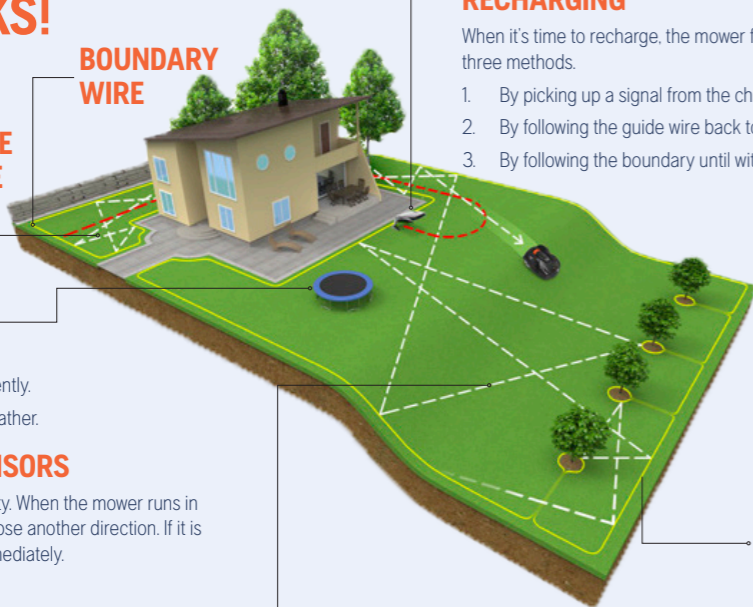 KS!
BOUNDARY
WIRE
E
E
RECHARGING
When it's time to recharge, the mower f
three methods.
1. By picking up a signal from the ch
2. By following the guide wire back to
3. By following the boundary until wit
ently.
ather.
ISORS
ty. When the mower runs in
ose another direction. If it is
mediately.